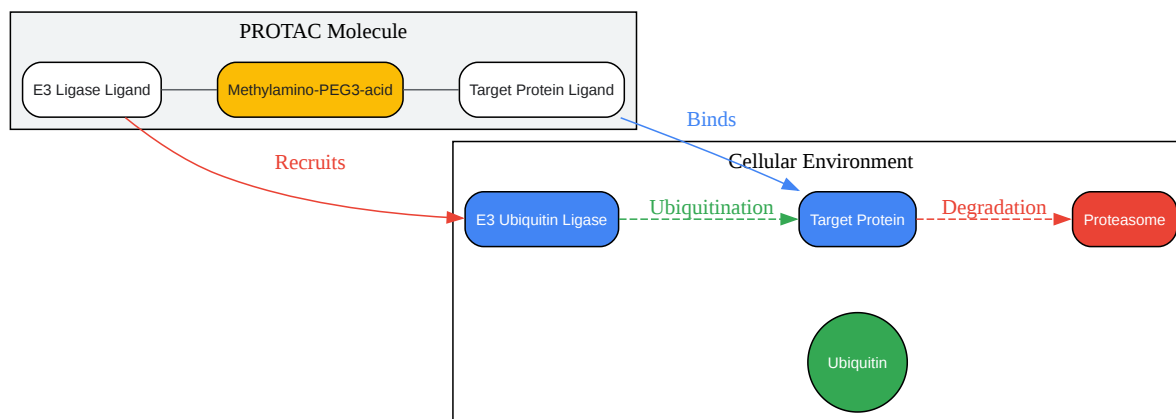 PROTAC Molecule
E3 Ligase Ligand
Methylamino-PEG3-acid
Target Protein Ligand
Binds
Recruits
Cellular Environment
E3 Ubiquitin Ligase
Ubiquitination
Target Protein
Degradation
Proteasome
Ubiquitin